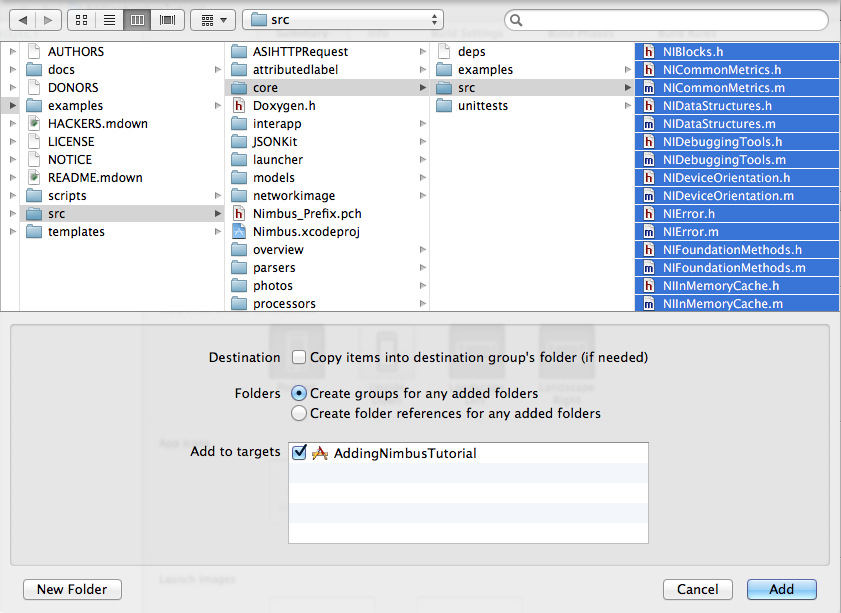 src
AUTHORS
docs
DONORS
examples
HACKERS.mdown
LICENSE
NOTICE
README.mdown
scripts
src
templates
ASIHTTPRequest
attributedlabel
core
Doxygen.h
interapp
JSONKit
launcher
models
networkimage
Nimbus_Prefix.pch
Nimbus.xcodeproj
overview
parsers
photos
processors
deps
examples
src
unittests
h NIBlocks.h
h NICommonMetrics.h
m NICommonMetrics.m
h NIDataStructures.h
m NIDataStructures.m
h NIDebuggingTools.h
m NIDebuggingTools.m
h NIDeviceOrientation.h
m NIDeviceOrientation.m
h NIError.h
m NIError.m
h NIFoundationMethods.h
m NIFoundationMethods.m
h NIInMemoryCache.h
m NIInMemoryCache.m
Destination Copy items into destination group's folder (if needed)
Folders Create groups for any added folders
Create folder references for any added folders
Add to targets AddingNimbusTutorial
Launch Images
New Folder Cancel Add